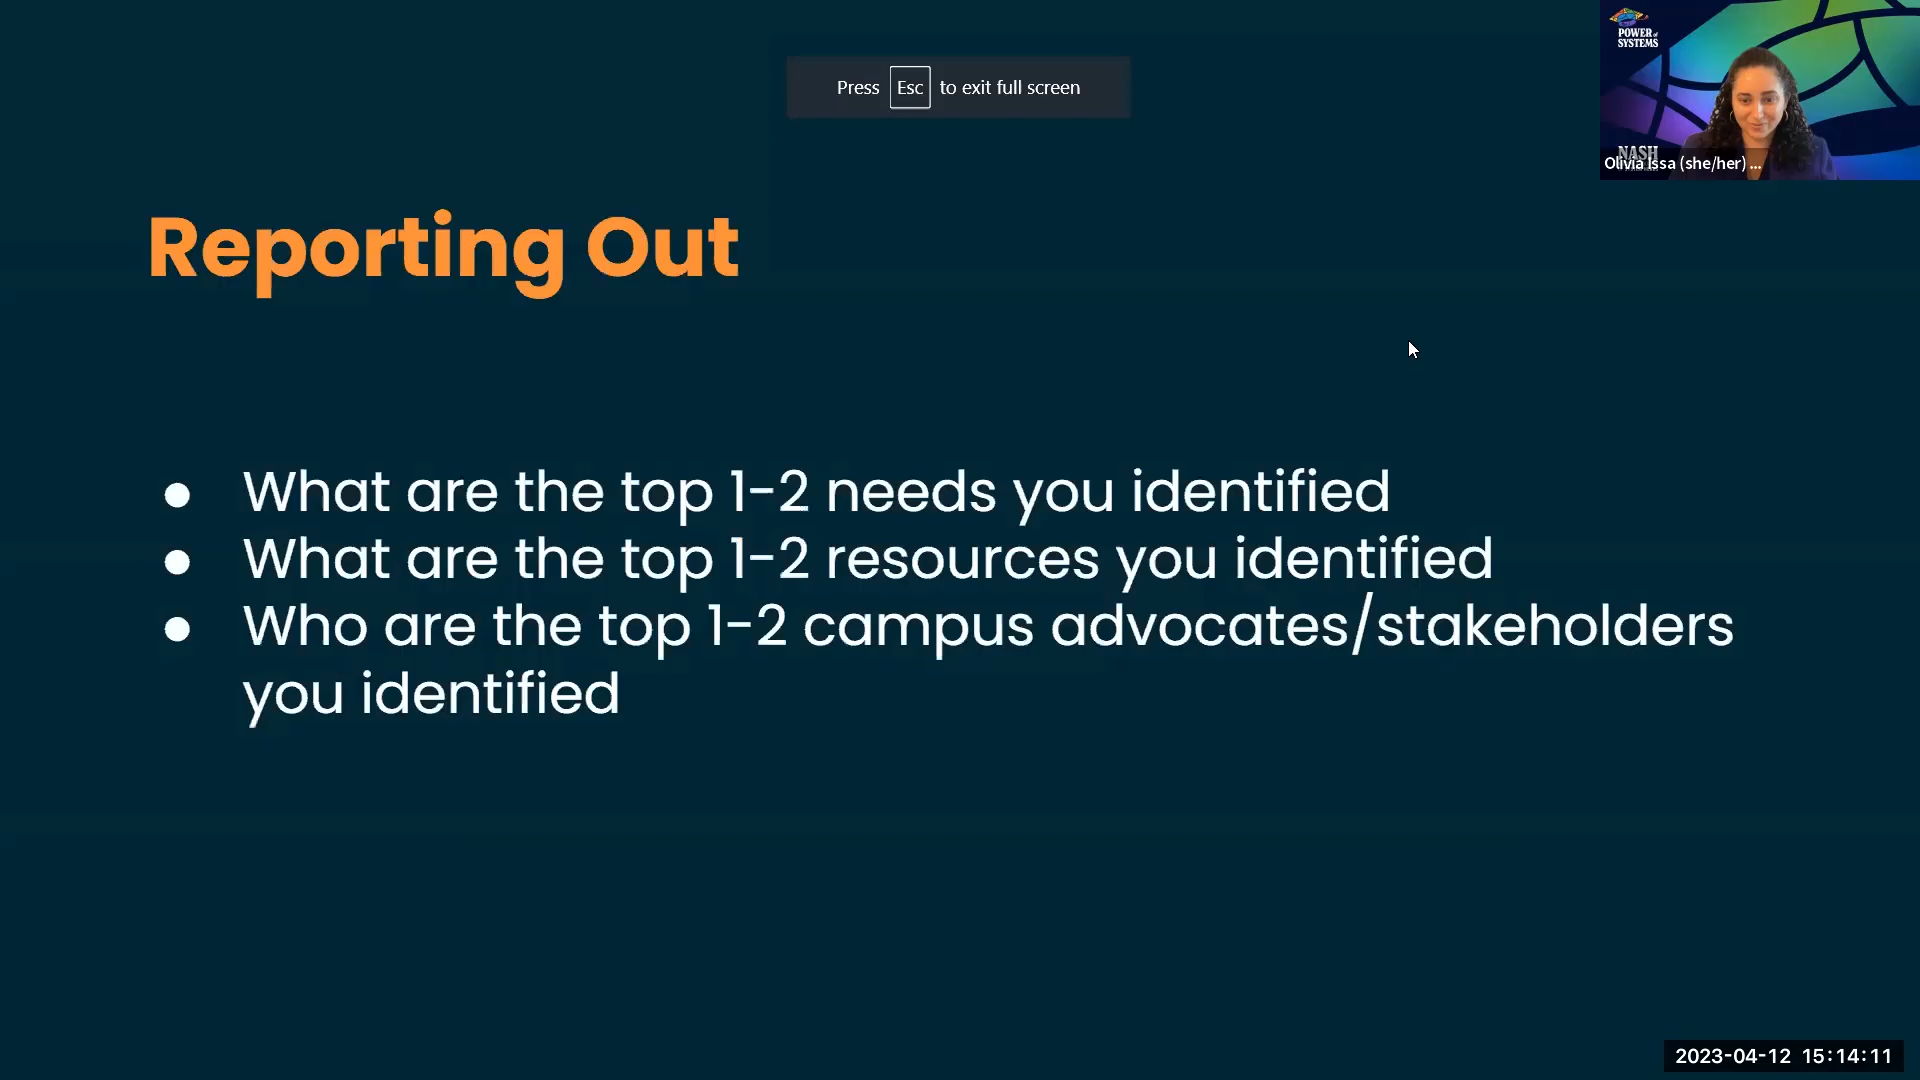 POWER of
SYSTEMS
Press Esc to exit full screen
NASH
Olivia Issa (she/her) ...
Reporting Out
● What are the top 1-2 needs you identified
● What are the top 1-2 resources you identified
● Who are the top 1-2 campus advocates/stakeholders
you identified
2023-04-12 15:14:11